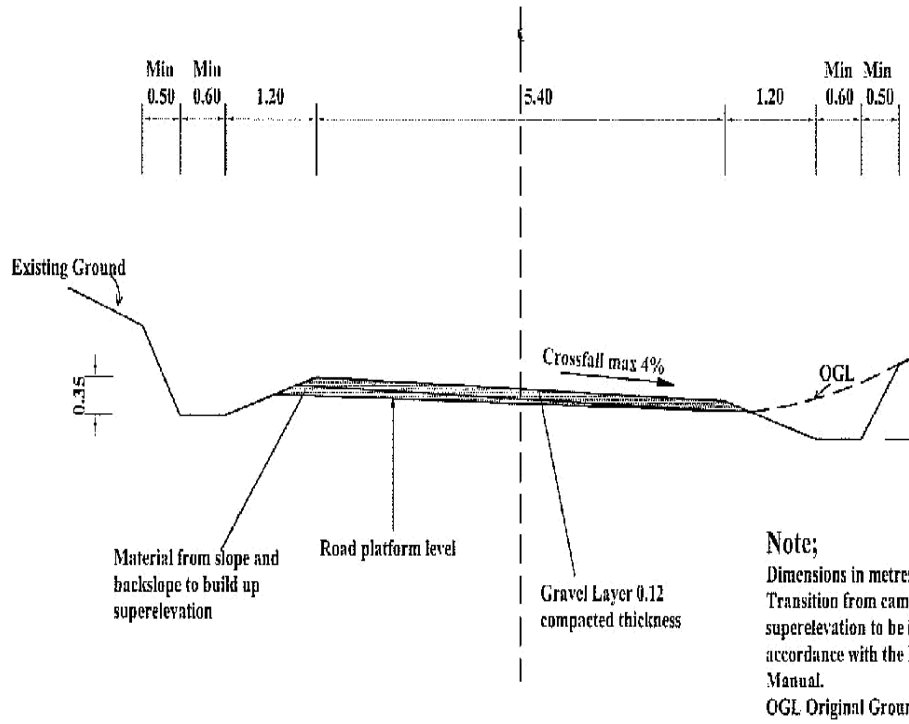 Min Min
0.50 0.60 1.20 5.40 1.20
Min Min
0.60 0.50
Existing Ground
0.35
Crossfall max 4%
OGL
Material from slope and
backslope to build up
superelevation
Road platform level
Gravel Layer 0.12
compacted thickness
Note;
Dimensions in metres
Transition from cam
superelevation to be i
accordance with the
Manual.
OGL Original Groun